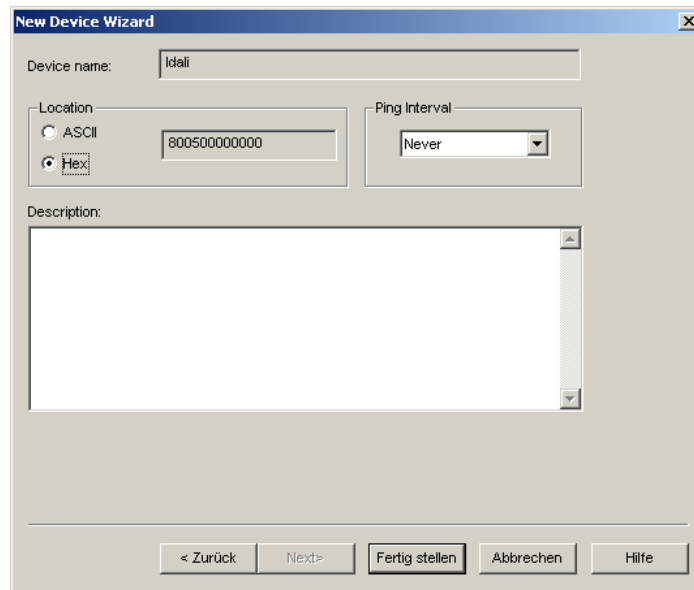 New Device Wizard
Device name: ldali
Location
ASCII
800500000000
Hex
Ping Interval
Never
Description:
< Zurück Next> Fertig stellen Abbrechen Hilfe